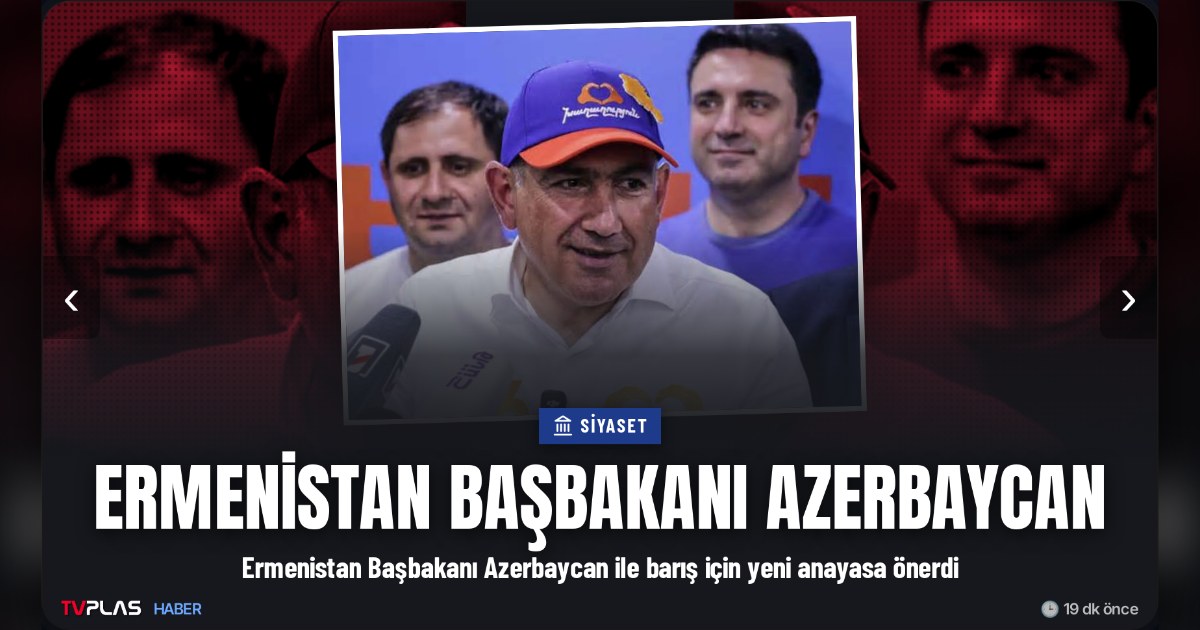 SİYASET
ERMENİSTAN BAŞBAKANI AZERBAYCAN
Ermenistan Başbakanı Azerbaycan ile barış için yeni anayasa önerdi
TVPLAS HABER
19 dk önce